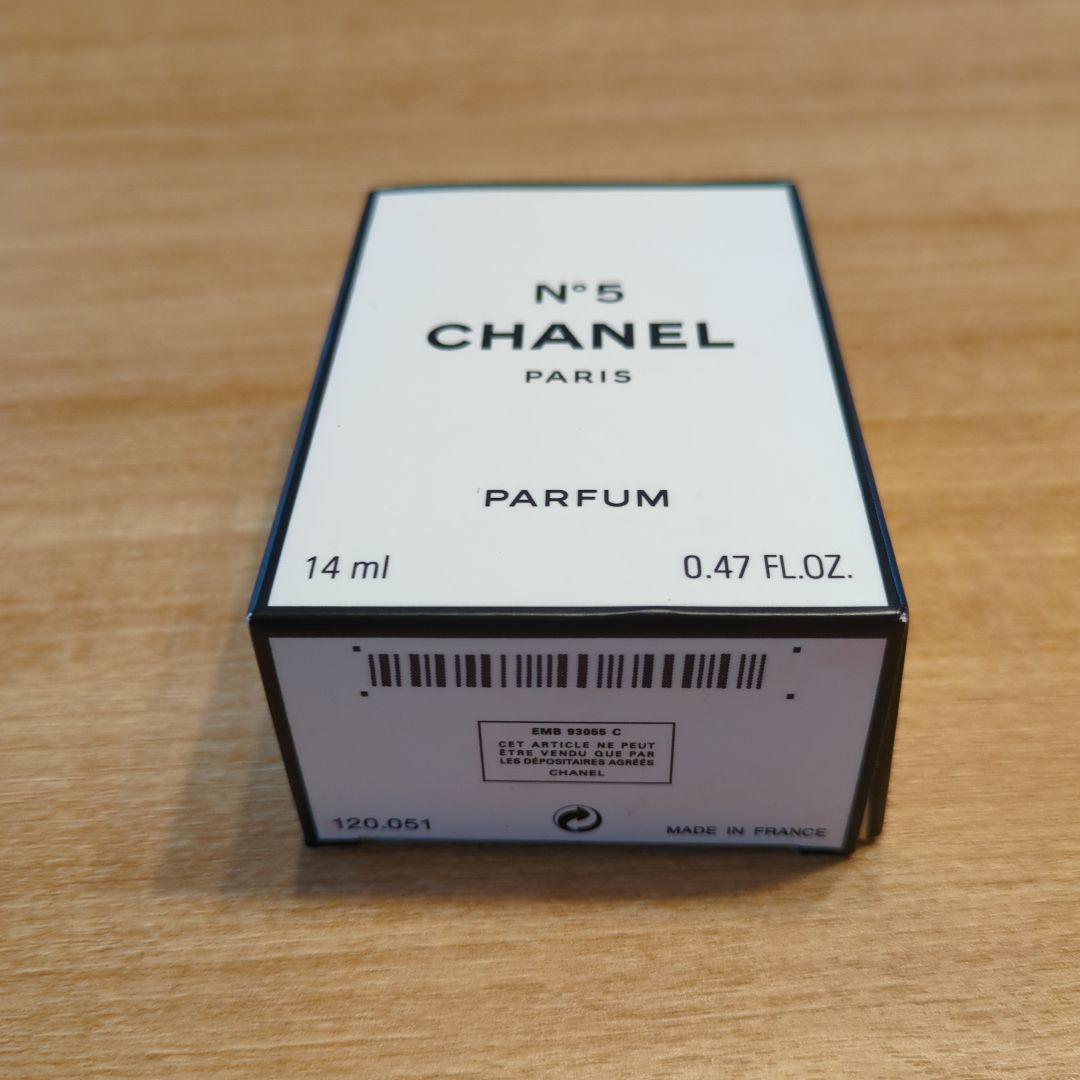 N°5
CHANEL
PARIS
PARFUM
14 ml 0.47 FL.OZ.
EMB 93055 C
CET ARTICLE NE PEUT
ÊTRE VENDU QUE PAR
LES DÉPOSITAIRES AGRÉÉS
CHANEL
120.051 MADE IN FRANCE